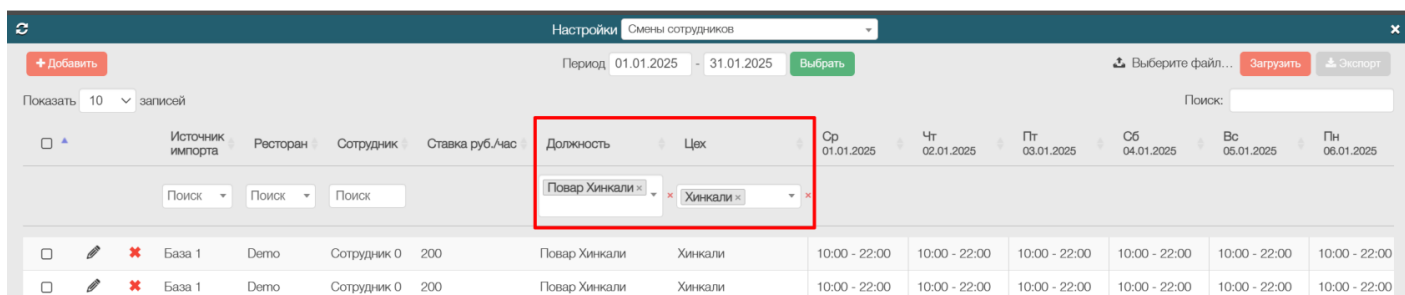 Настройки Смены сотрудников
+ Добавить Период 01.01.2025 - 31.01.2025 Выбрать Выберите файл... Загрузить Экспорт
Показать 10 записей Поиск:
Источник импорта Ресторан Сотрудник Ставка руб./час Должность Цех Ср 01.01.2025 Чт 02.01.2025 Пт 03.01.2025 Сб 04.01.2025 Вс 05.01.2025 Пн 06.01.2025
Поиск Поиск Поиск Повар Хинкали × × Хинкали × ×
База 1 Demo Сотрудник 0 200 Повар Хинкали Хинкали 10:00 - 22:00 10:00 - 22:00 10:00 - 22:00 10:00 - 22:00 10:00 - 22:00 10:00 - 22:00
База 1 Demo Сотрудник 0 200 Повар Хинкали Хинкали 10:00 - 22:00 10:00 - 22:00 10:00 - 22:00 10:00 - 22:00 10:00 - 22:00 10:00 - 22:00